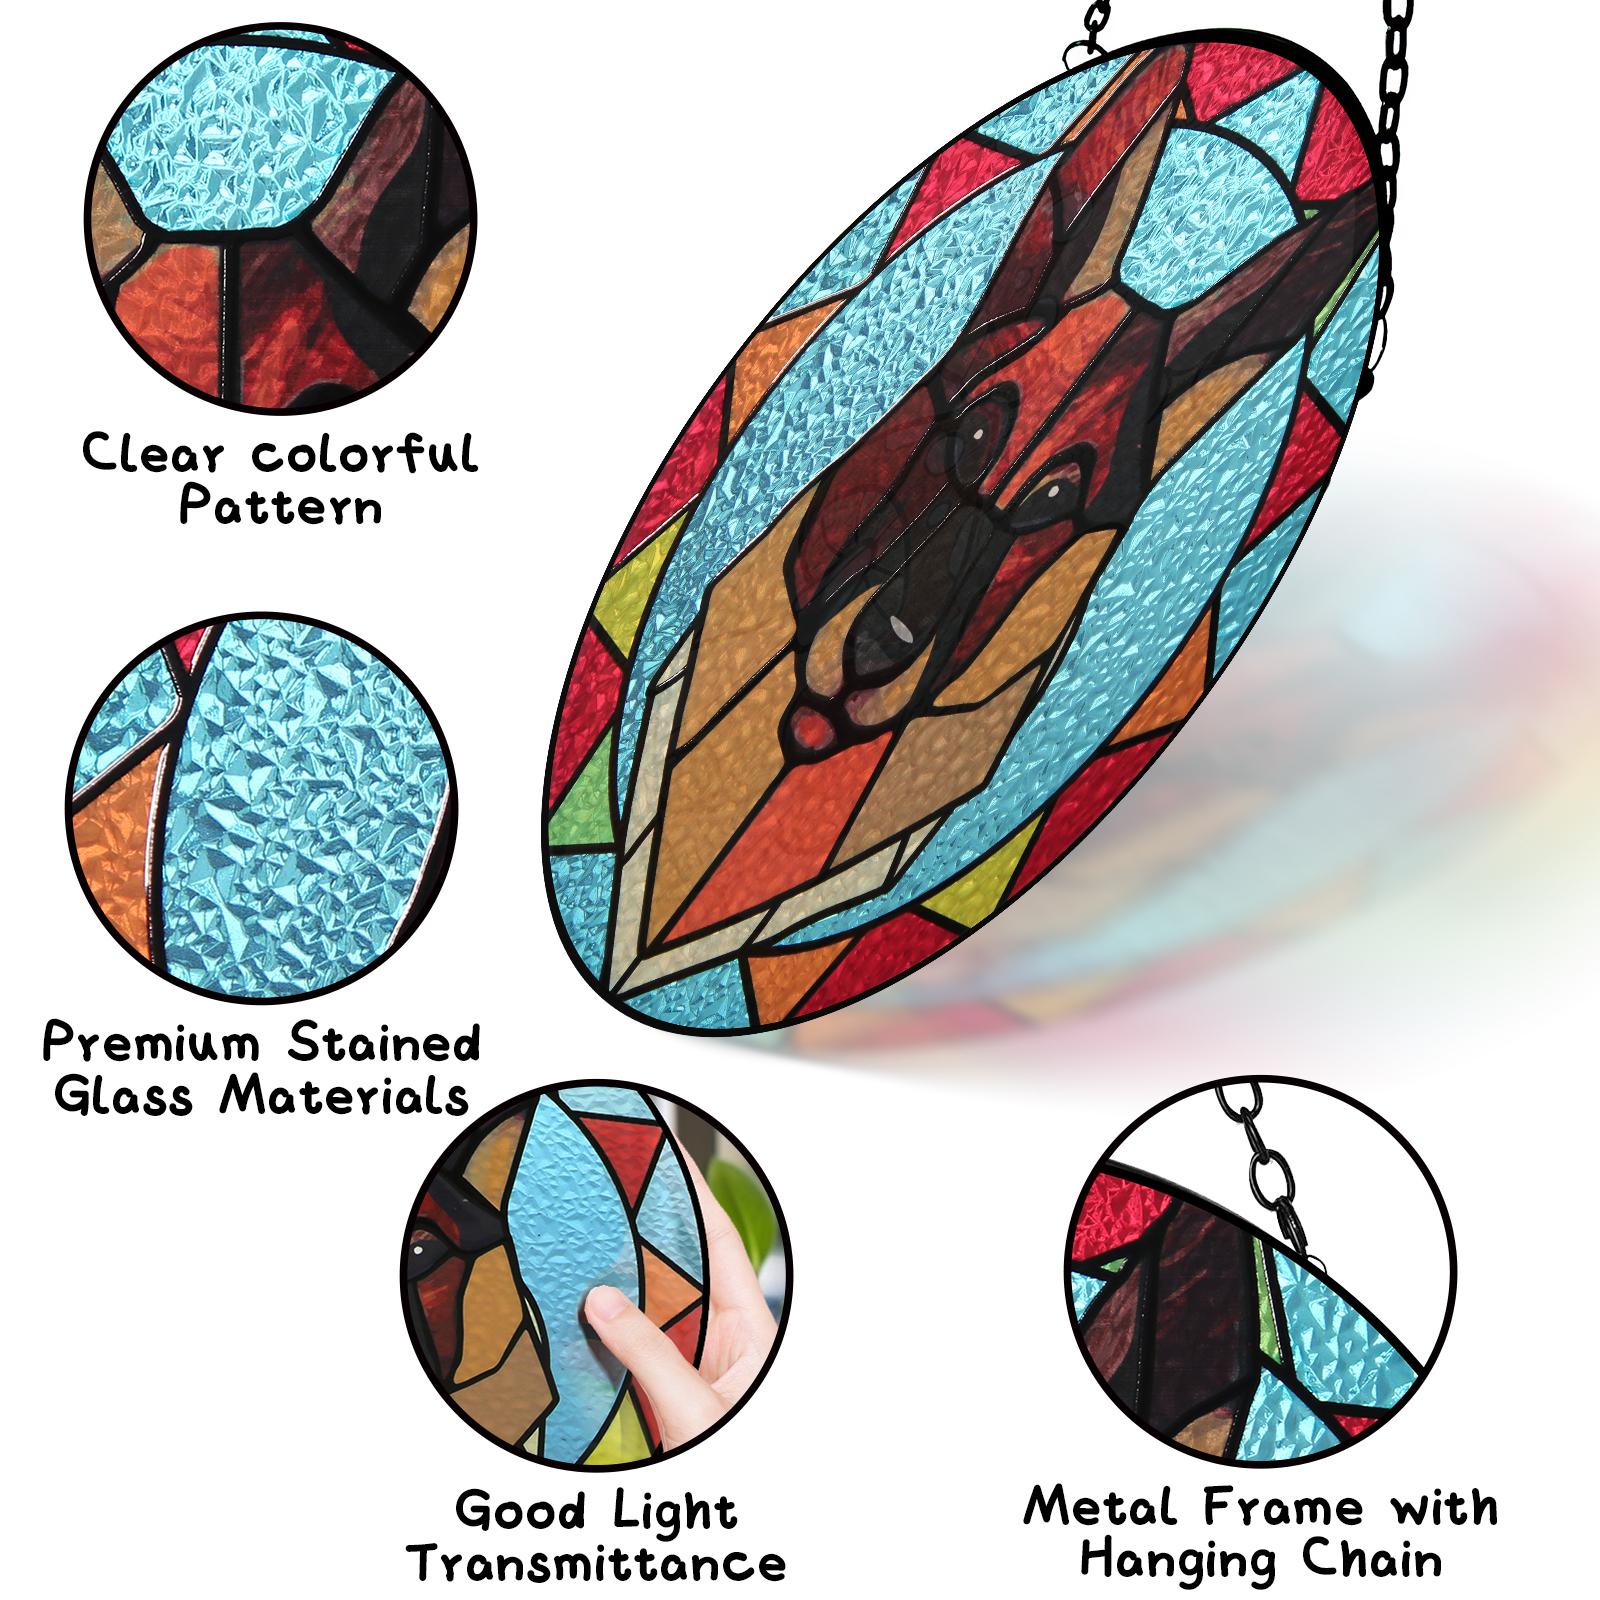 Clear colorful
Pattern
Premium Stained
Glass Materials
Good Light
Transmittance
Metal Frame with
Hanging Chain